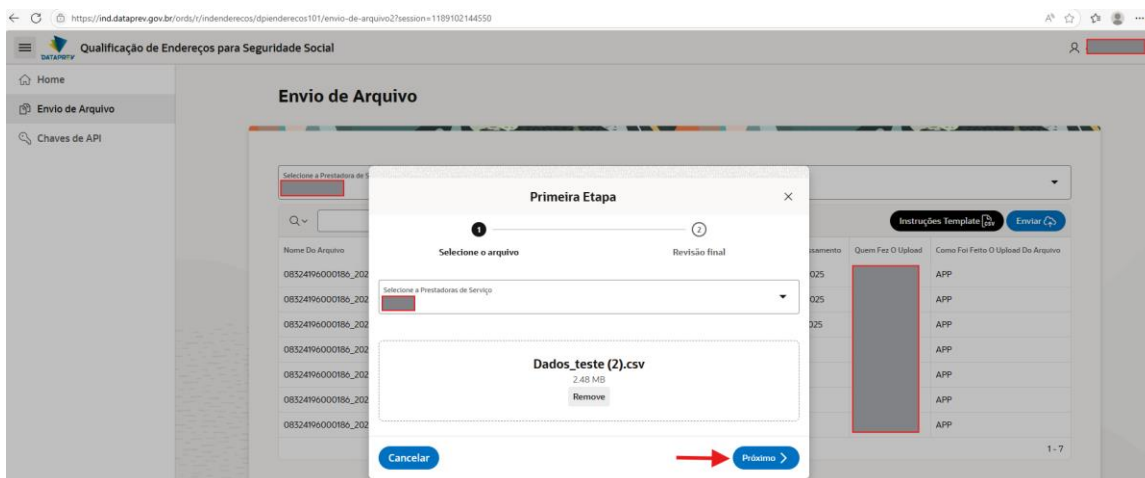 https://ind.dataprev.gov.br/ords/r/indenderecos/dpienderecos101/envio-de-arquivo2?session=1189102144550
DATAPREV Qualificação de Endereços para Seguridade Social
Home
Envio de Arquivo
Chaves de API
Envio de Arquivo
Selecione a Prestadora de S
Instruções Template Enviar
Nome Do Arquivo
Quem Fez O Upload Como Foi Feito O Upload Do Arquivo
08324196000186_202 025 APP
08324196000186_202 025 APP
08324196000186_202 025 APP
08324196000186_202 APP
08324196000186_202 APP
08324196000186_202 APP
08324196000186_202 APP
1 - 7
Primeira Etapa
1 2
Selecione o arquivo Revisão final
Selecione a Prestadoras de Serviço
Dados_teste (2).csv
2.48 MB
Remove
Cancelar Próximo